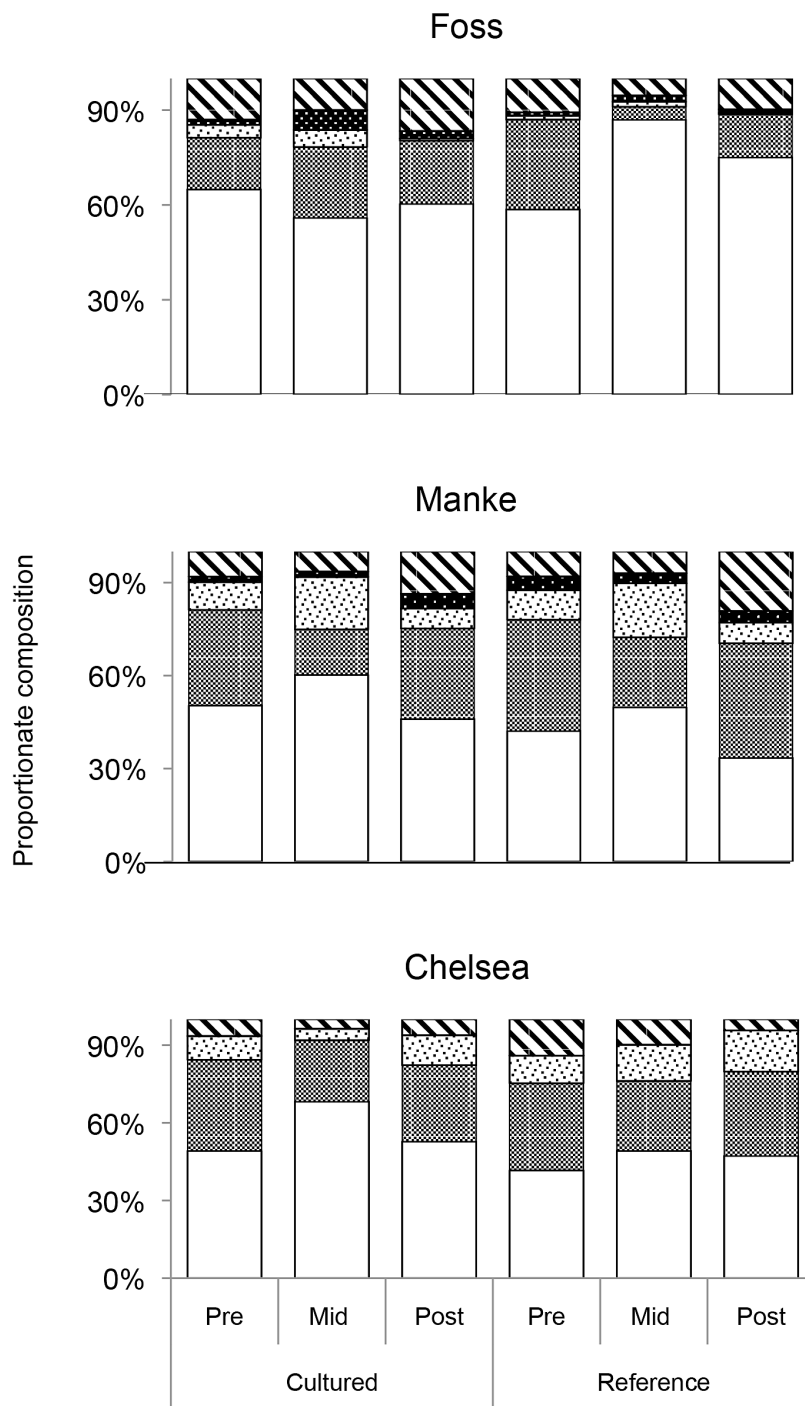 Foss
90%
60%
30%
0%
Manke
Proportionate composition
90%
60%
30%
0%
Chelsea
90%
60%
30%
0%
Pre Mid Post Pre Mid Post
Cultured Reference